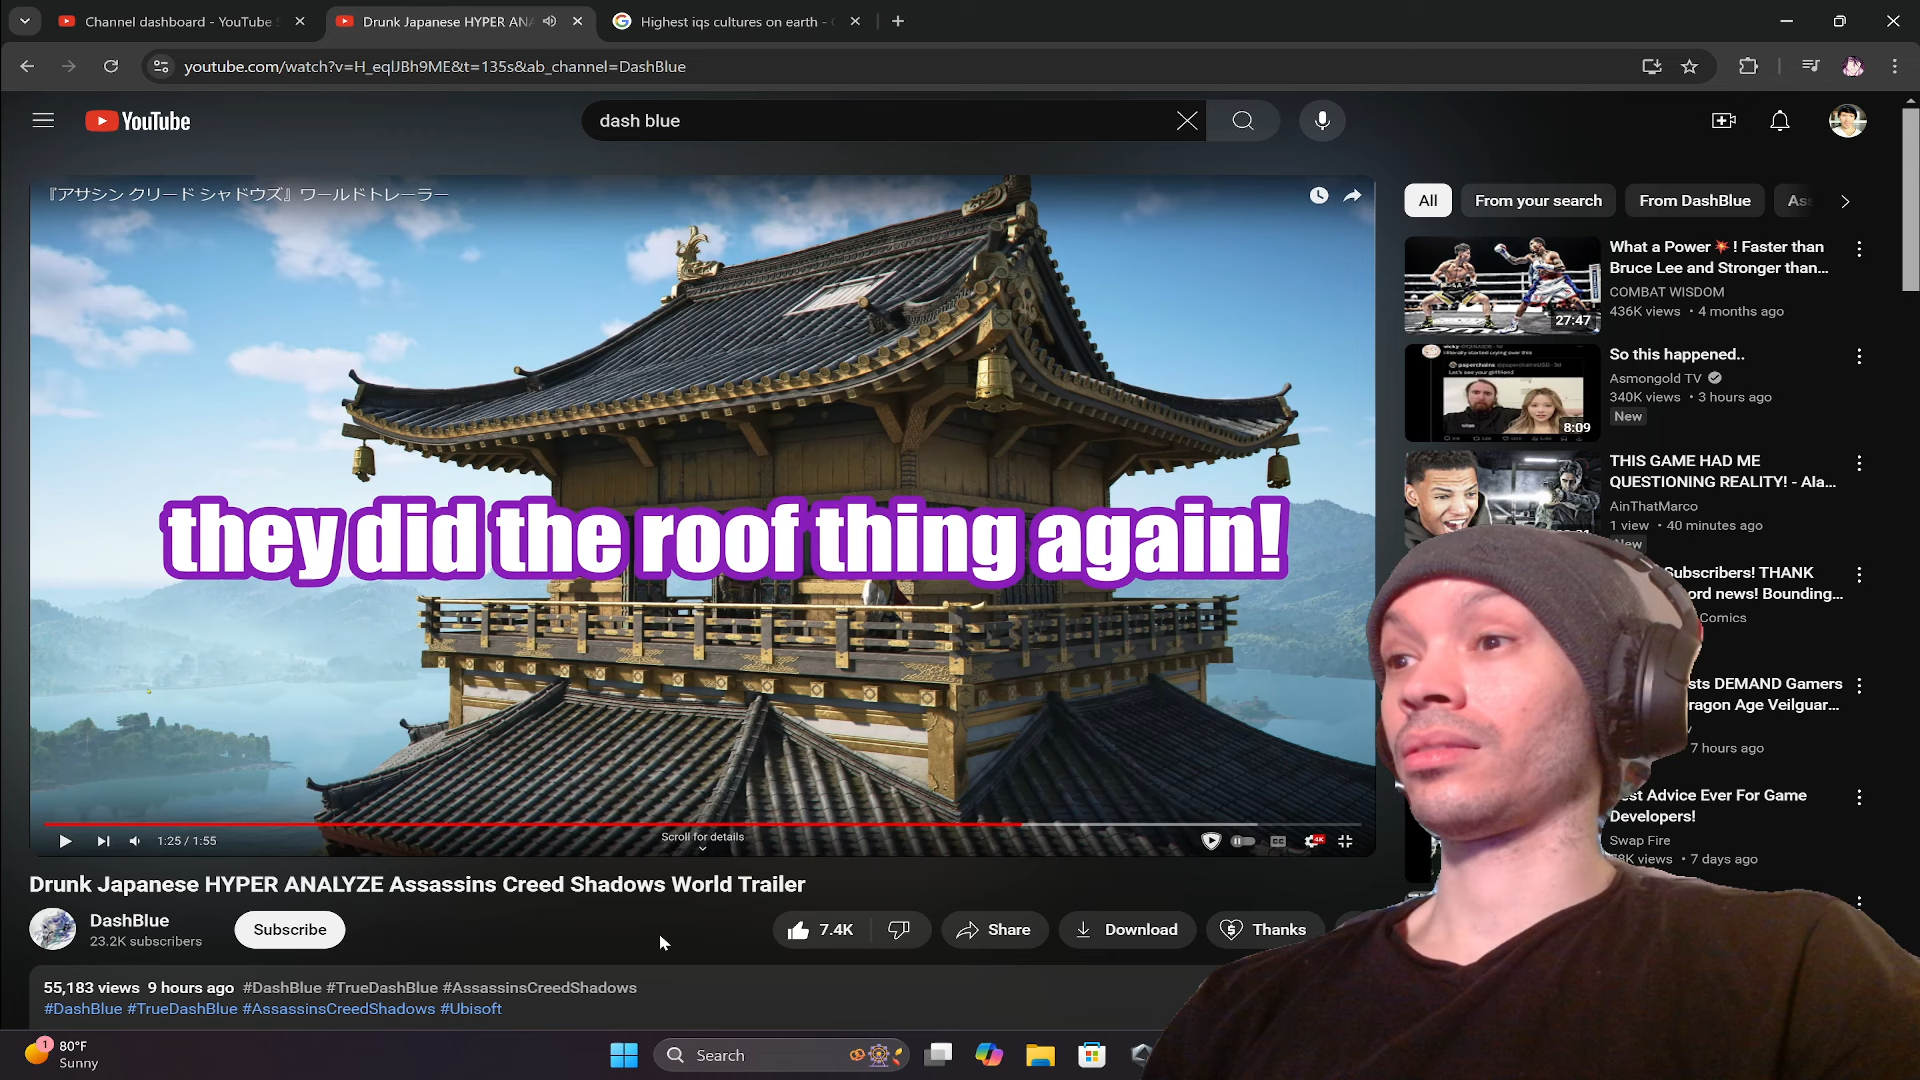 Channel dashboard - YouTube S
Drunk Japanese HYPER ANA
Highest iqs cultures on earth -
youtube.com/watch?v=H_eqlJBh9ME&t=135s&ab_channel=DashBlue
YouTube
dash blue
『アサシン クリード シャドウズ』ワールドトレーラー
they did the roof thing again!
1:25 / 1:55
Scroll for details
CC
4K
Drunk Japanese HYPER ANALYZE Assassins Creed Shadows World Trailer
DashBlue
23.2K subscribers
Subscribe
7.4K
Share
Download
Thanks
55,183 views 9 hours ago #DashBlue #TrueDashBlue #AssassinsCreedShadows
#DashBlue #TrueDashBlue #AssassinsCreedShadows #Ubisoft
All
From your search
From DashBlue
Ass
What a Power 💥 ! Faster than
Bruce Lee and Stronger than...
COMBAT WISDOM
436K views • 4 months ago
27:47
So this happened..
Asmongold TV
340K views • 3 hours ago
New
8:09
THIS GAME HAD ME
QUESTIONING REALITY! - Ala...
AinThatMarco
1 view • 40 minutes ago
New
Subscribers! THANK
ord news! Bounding...
Comics
sts DEMAND Gamers
ragon Age Veilguar...
7 hours ago
est Advice Ever For Game
Developers!
Swap Fire
78K views • 7 days ago
1
80°F
Sunny
Search